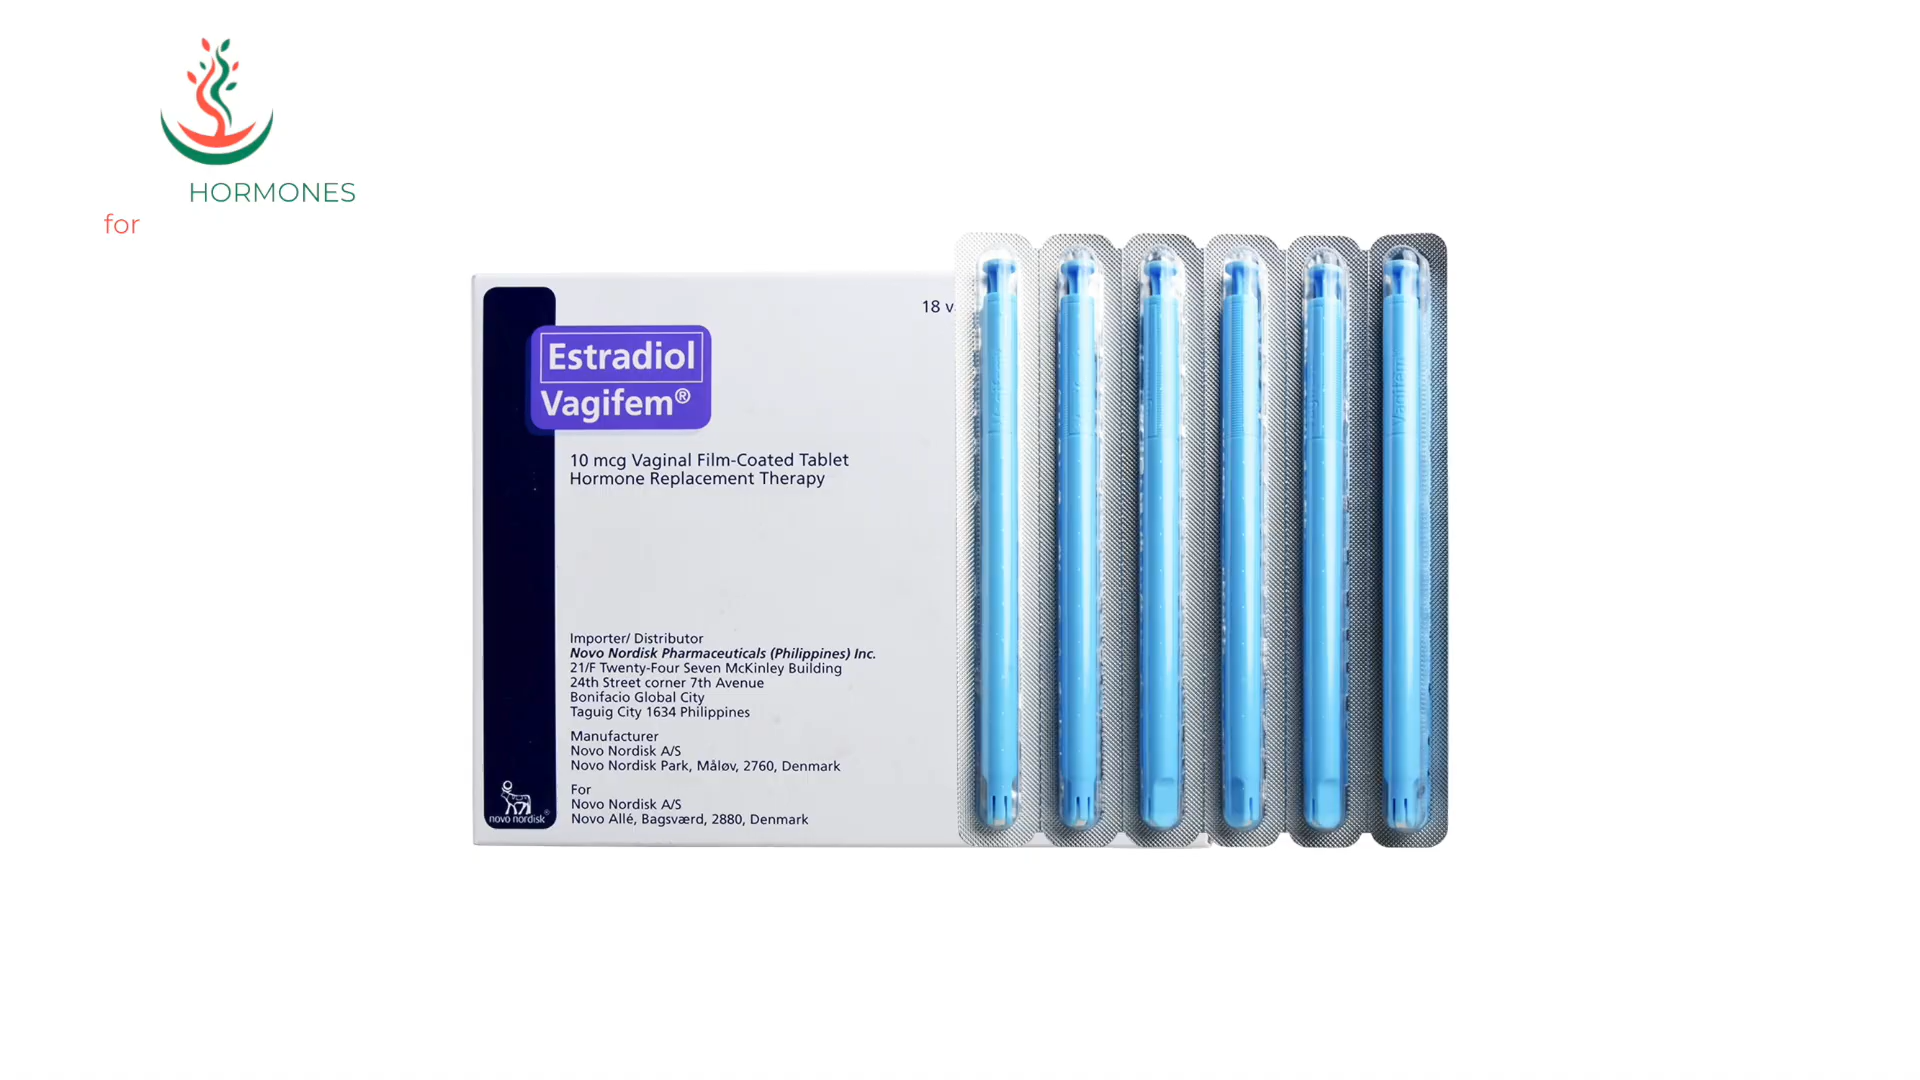 HORMONES
for
18 v
Estradiol
Vagifem®
10 mcg Vaginal Film-Coated Tablet
Hormone Replacement Therapy
Importer/ Distributor
Novo Nordisk Pharmaceuticals (Philippines) Inc.
21/F Twenty-Four Seven McKinley Building
24th Street corner 7th Avenue
Bonifacio Global City
Taguig City 1634 Philippines
Manufacturer
Novo Nordisk A/S
Novo Nordisk Park, Måløv, 2760, Denmark
For
Novo Nordisk A/S
Novo Allé, Bagsværd, 2880, Denmark
novo nordisk®
Vagifem